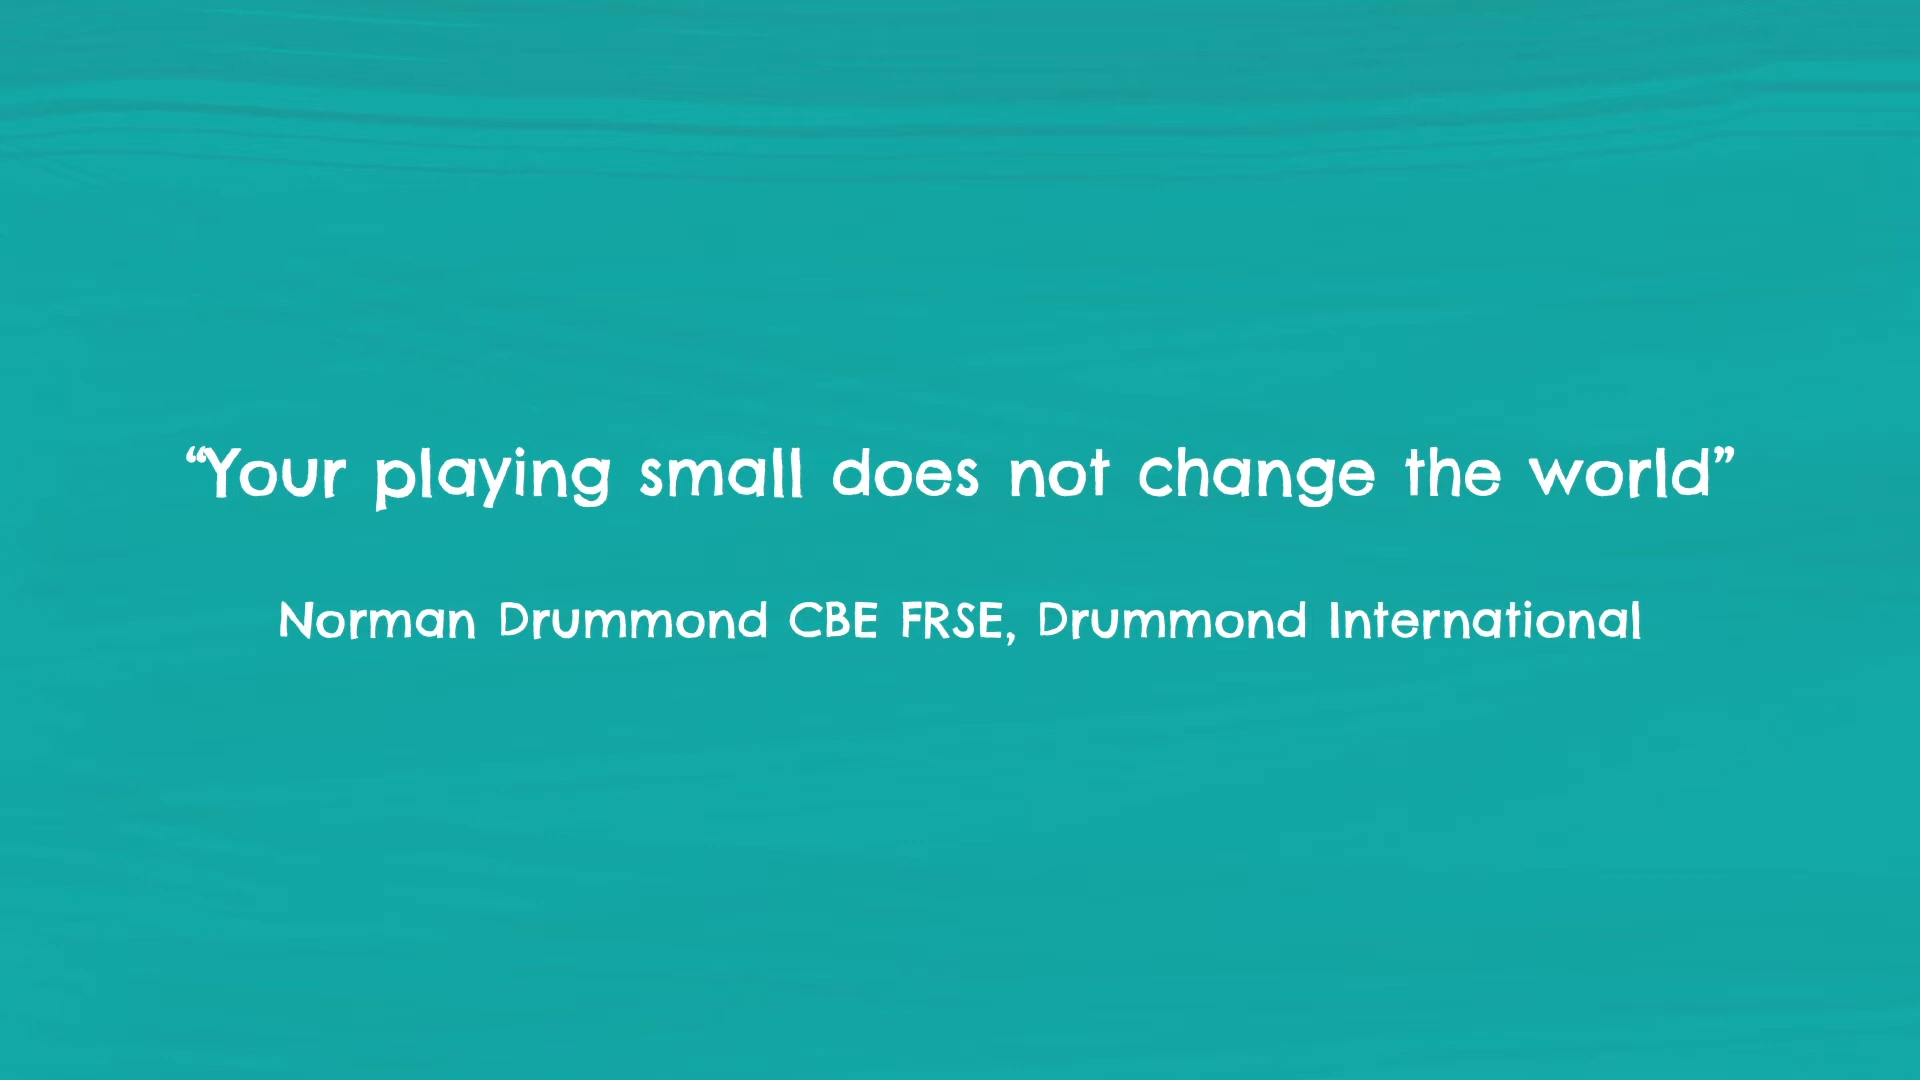 “Your playing small does not change the world”
Norman Drummond CBE FRSE, Drummond International